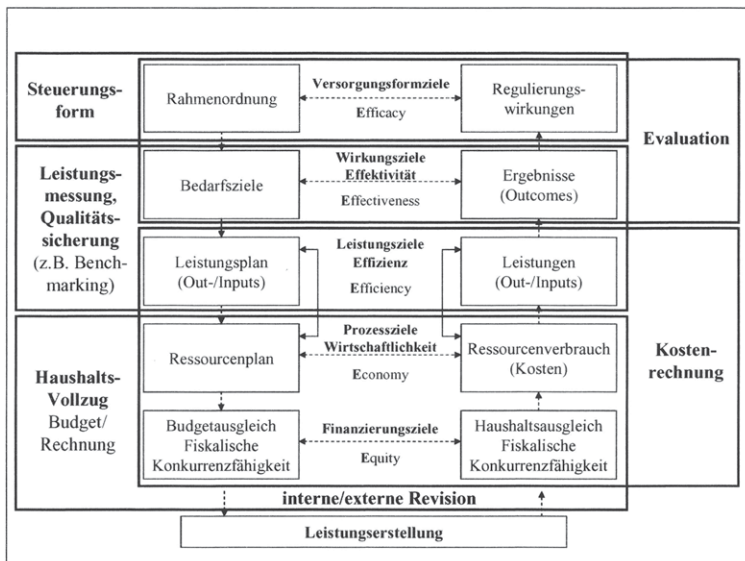 Steuerungs-
form
Rahmenordnung
Versorgungsformziele
Efficacy
Regulierungs-
wirkungen
Evaluation
Leistungs-
messung,
Qualitäts-
sicherung
(z.B. Bench-
marking)
Bedarfsziele
Wirkungsziele
Effektivität
Effectiveness
Ergebnisse
(Outcomes)
Leistungsplan
(Out-/Inputs)
Leistungsziele
Effizienz
Efficiency
Leistungen
(Out-/Inputs)
Haushalts-
Vollzug
Budget/
Rechnung
Ressourcenplan
Prozessziele
Wirtschaftlichkeit
Economy
Ressourcenverbrauch
(Kosten)
Kosten-
rechnung
Budgetausgleich
Fiskalische
Konkurrenzfähigkeit
Finanzierungsziele
Equity
Haushaltsausgleich
Fiskalische
Konkurrenzfähigkeit
interne/externe Revision
Leistungserstellung